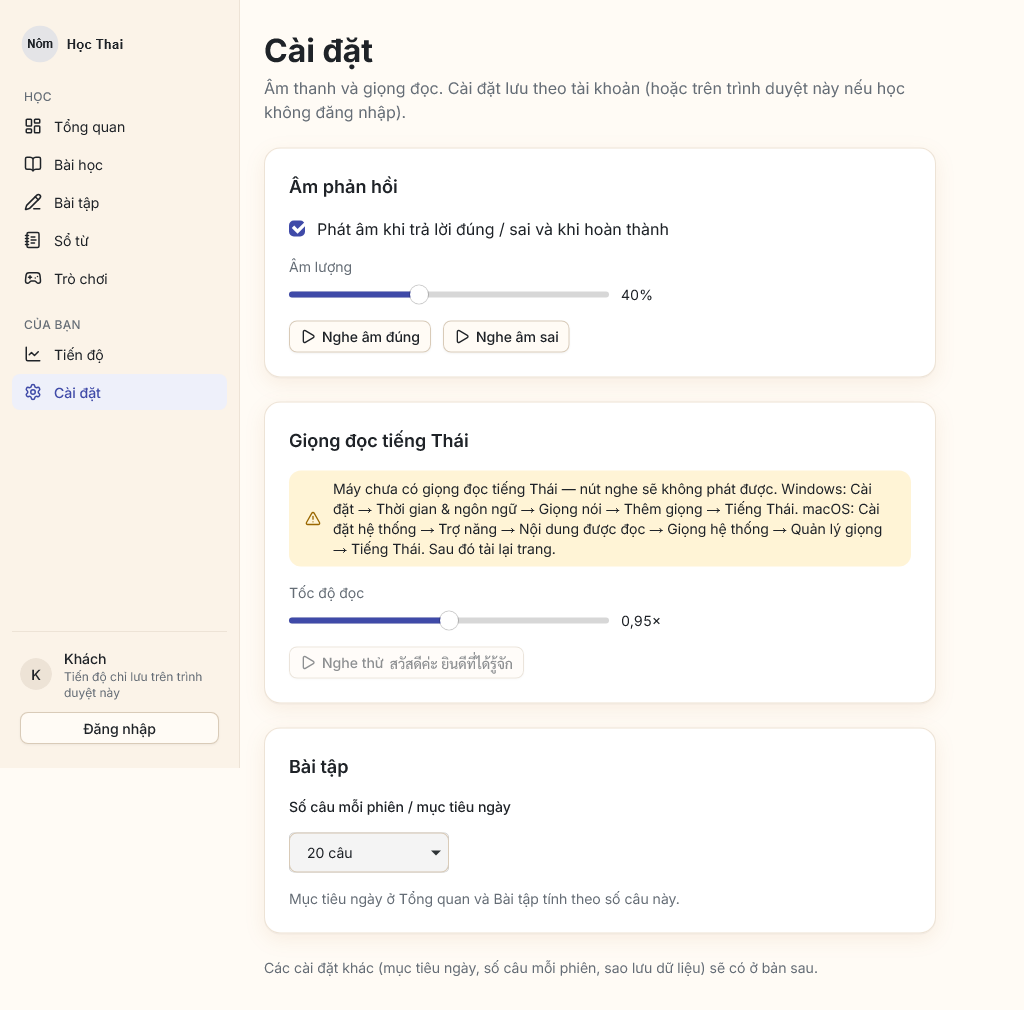 Nôm
Học Thai
HỌC
Tổng quan
Bài học
Bài tập
Sổ từ
Trò chơi
CỦA BẠN
Tiến độ
Cài đặt
K
Khách
Tiến độ chỉ lưu trên trình
duyệt này
Đăng nhập
Cài đặt
Âm thanh và giọng đọc. Cài đặt lưu theo tài khoản (hoặc trên trình duyệt này nếu học
không đăng nhập).
Âm phản hồi
Phát âm khi trả lời đúng / sai và khi hoàn thành
Âm lượng
40%
Nghe âm đúng
Nghe âm sai
Giọng đọc tiếng Thái
Máy chưa có giọng đọc tiếng Thái — nút nghe sẽ không phát được. Windows: Cài
đặt → Thời gian & ngôn ngữ → Giọng nói → Thêm giọng → Tiếng Thái. macOS: Cài
đặt hệ thống → Trợ năng → Nội dung được đọc → Giọng hệ thống → Quản lý giọng
→ Tiếng Thái. Sau đó tải lại trang.
Tốc độ đọc
0,95×
Nghe thử สวัสดีค่ะ ยินดีที่ได้รู้จัก
Bài tập
Số câu mỗi phiên / mục tiêu ngày
20 câu
Mục tiêu ngày ở Tổng quan và Bài tập tính theo số câu này.
Các cài đặt khác (mục tiêu ngày, số câu mỗi phiên, sao lưu dữ liệu) sẽ có ở bản sau.